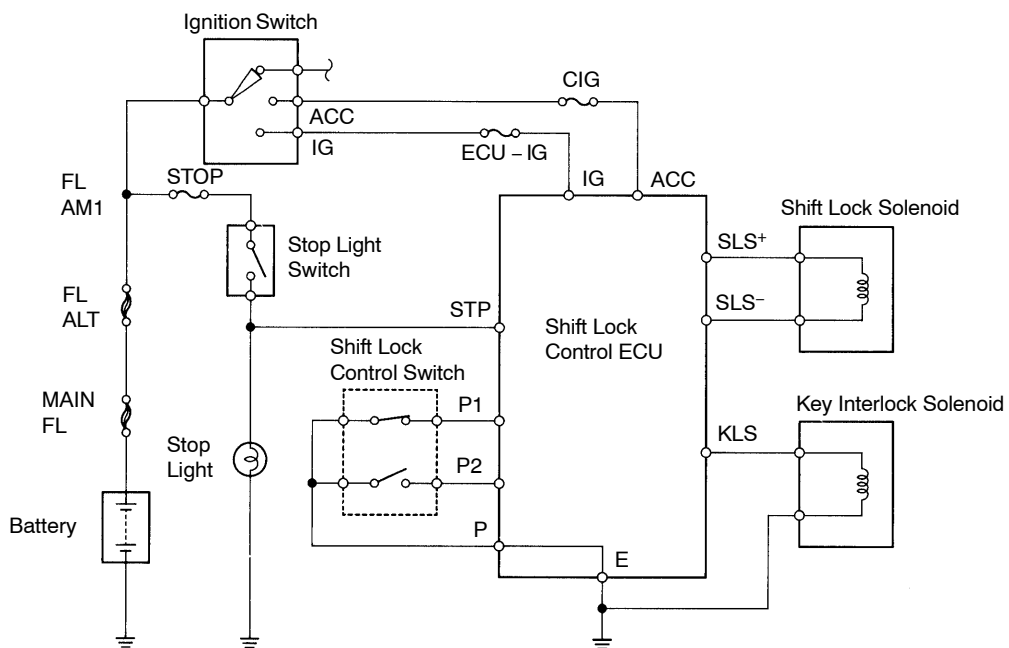 Ignition Switch
CIG
ACC
IG
ECU – IG
STOP
FL
AM1
IG
ACC
Shift Lock Solenoid
Stop Light
Switch
SLS+
FL
ALT
SLS–
STP
Shift Lock
Control ECU
Shift Lock
Control Switch
MAIN
FL
P1
Key Interlock Solenoid
KLS
Stop
Light
P2
Battery
P
E